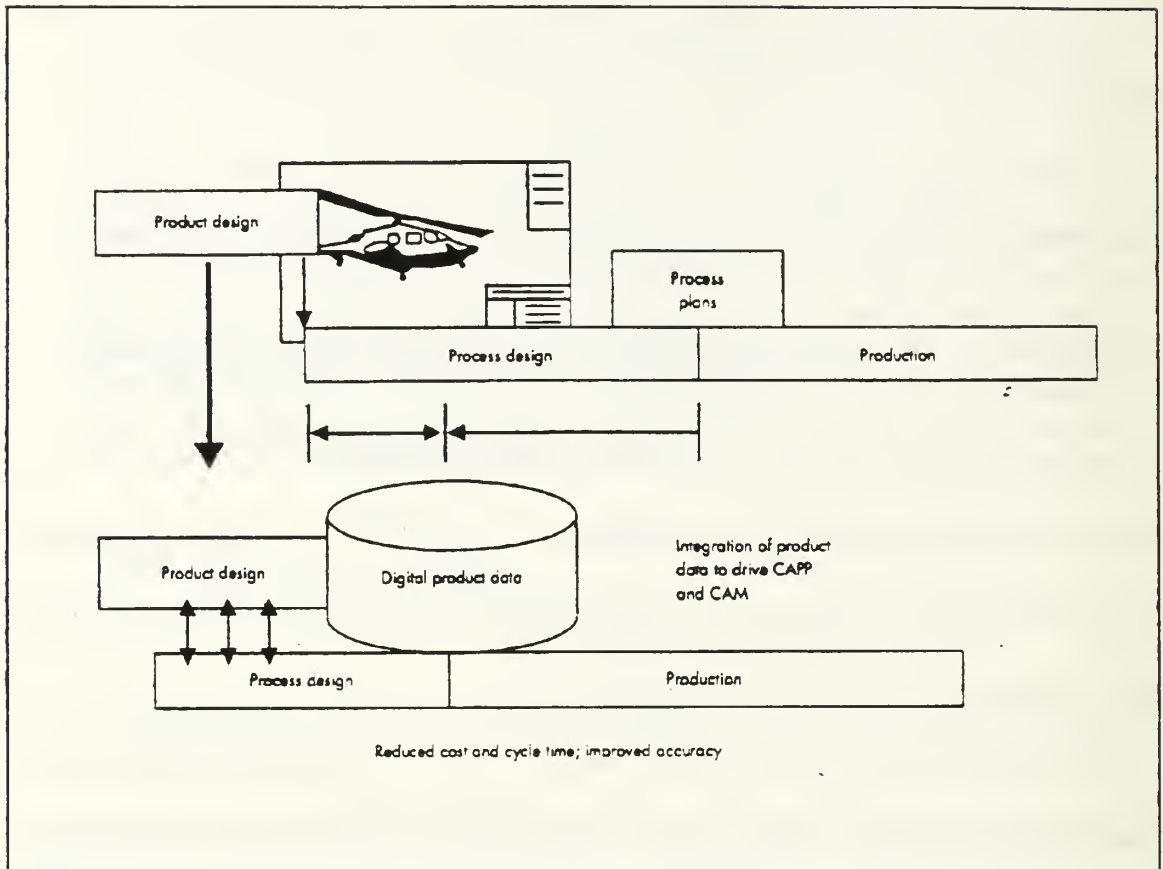 Product design
Process
plans
Process design
Production
Product design
Digital product data
Integration of product
data to drive CAPP
and CAM
Process design
Production
Reduced cost and cycle time; improved accuracy